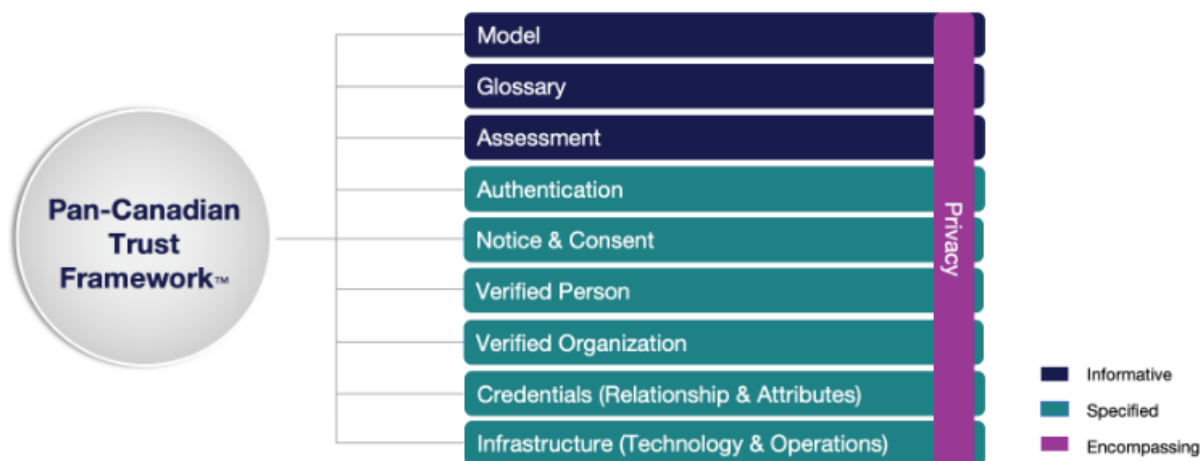 Pan-Canadian
Trust
Framework™
Model
Glossary
Assessment
Authentication
Notice & Consent
Verified Person
Verified Organization
Credentials (Relationship & Attributes)
Infrastructure (Technology & Operations)
Privacy
Informative
Specified
Encompassing